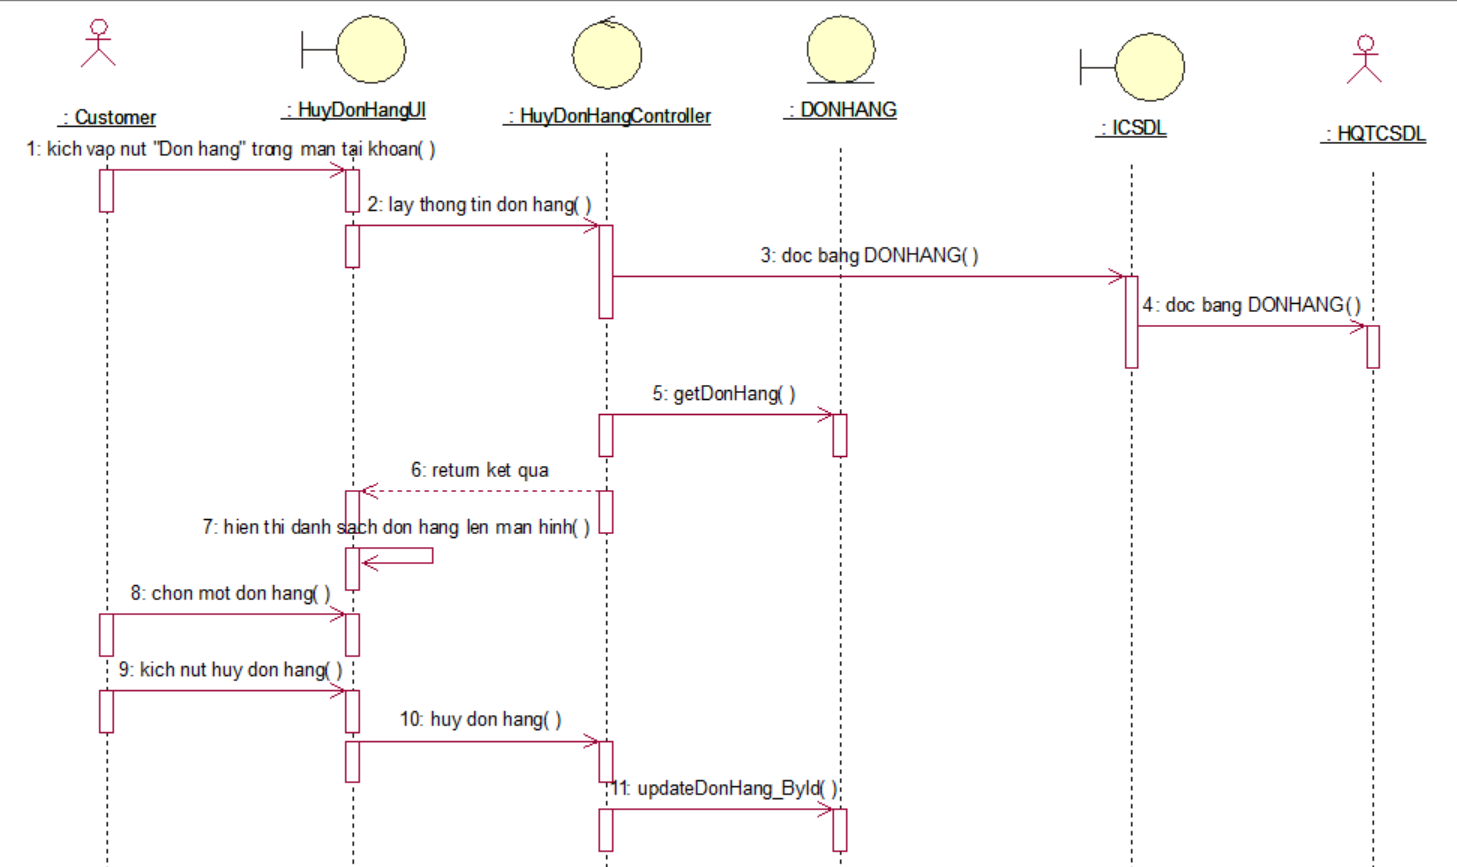 : Customer
: HuyDonHangUI
: HuyDonHangController
: DONHANG
: ICSDL
: HQTCSDL
1: kich vao nut "Don hang" trong man tai khoan( )
2: lay thong tin don hang( )
3: doc bang DONHANG( )
4: doc bang DONHANG( )
5: getDonHang( )
6: return ket qua
7: hien thi danh sach don hang len man hinh( )
8: chon mot don hang( )
9: kich nut huy don hang( )
10: huy don hang( )
11: updateDonHang_ById( )